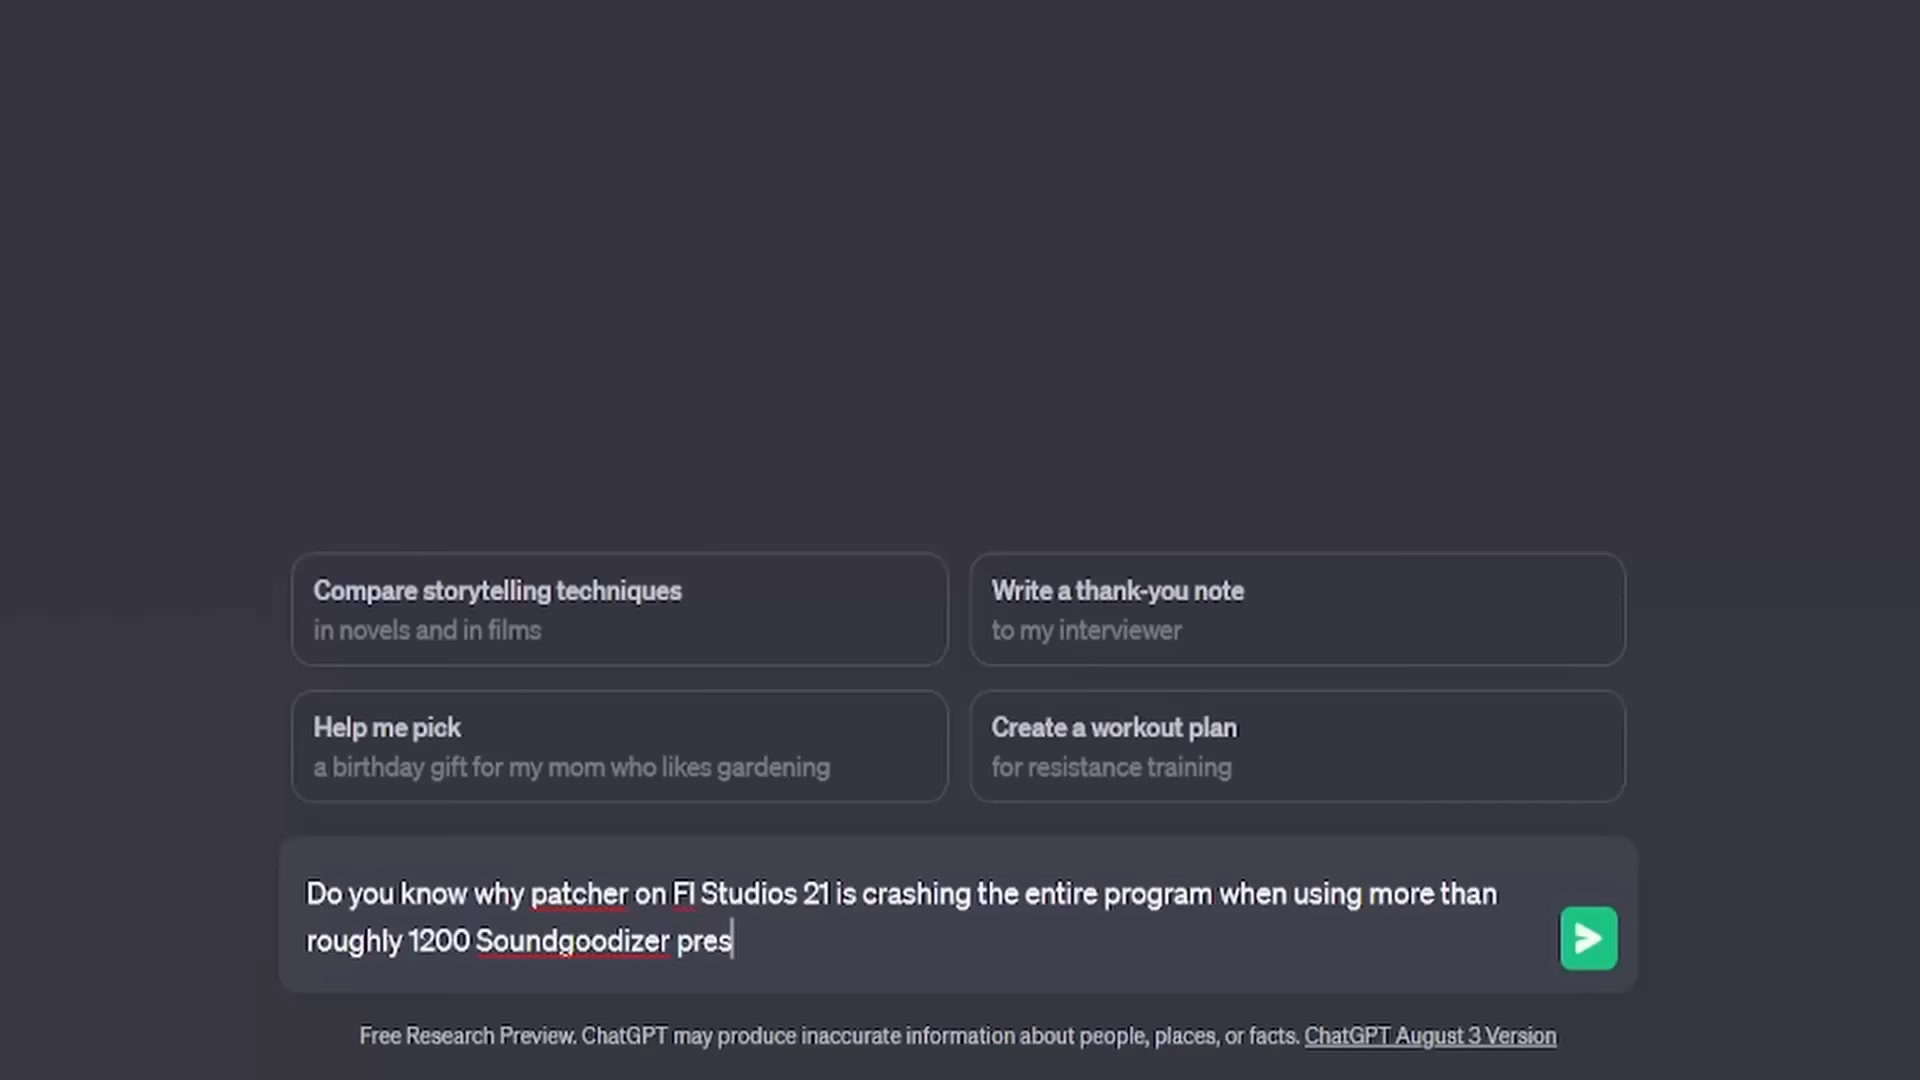 Compare storytelling techniques
in novels and in films
Write a thank-you note
to my interviewer
Help me pick
a birthday gift for my mom who likes gardening
Create a workout plan
for resistance training
Do you know why patcher on Fl Studios 21 is crashing the entire program when using more than
roughly 1200 Soundgoodizer pres
Free Research Preview. ChatGPT may produce inaccurate information about people, places, or facts. ChatGPT August 3 Version